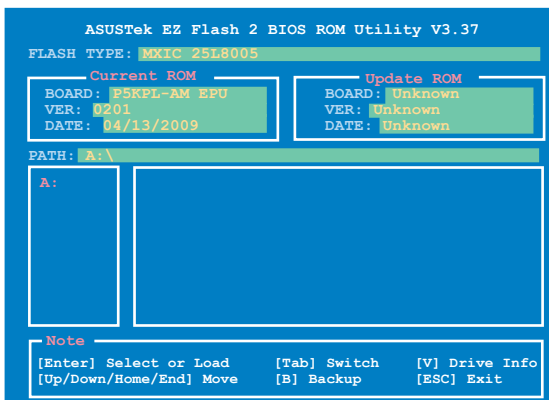 ASUSTek EZ Flash 2 BIOS ROM Utility V3.37
FLASH TYPE: MXIC 25L8005
Current ROM
BOARD: P5KPL-AM EPU
VER: 0201
DATE: 04/13/2009
Update ROM
BOARD: Unknown
VER: Unknown
DATE: Unknown
PATH: A:\
A:
Note
[Enter] Select or Load [Tab] Switch [V] Drive Info
[Up/Down/Home/End] Move [B] Backup [ESC] Exit